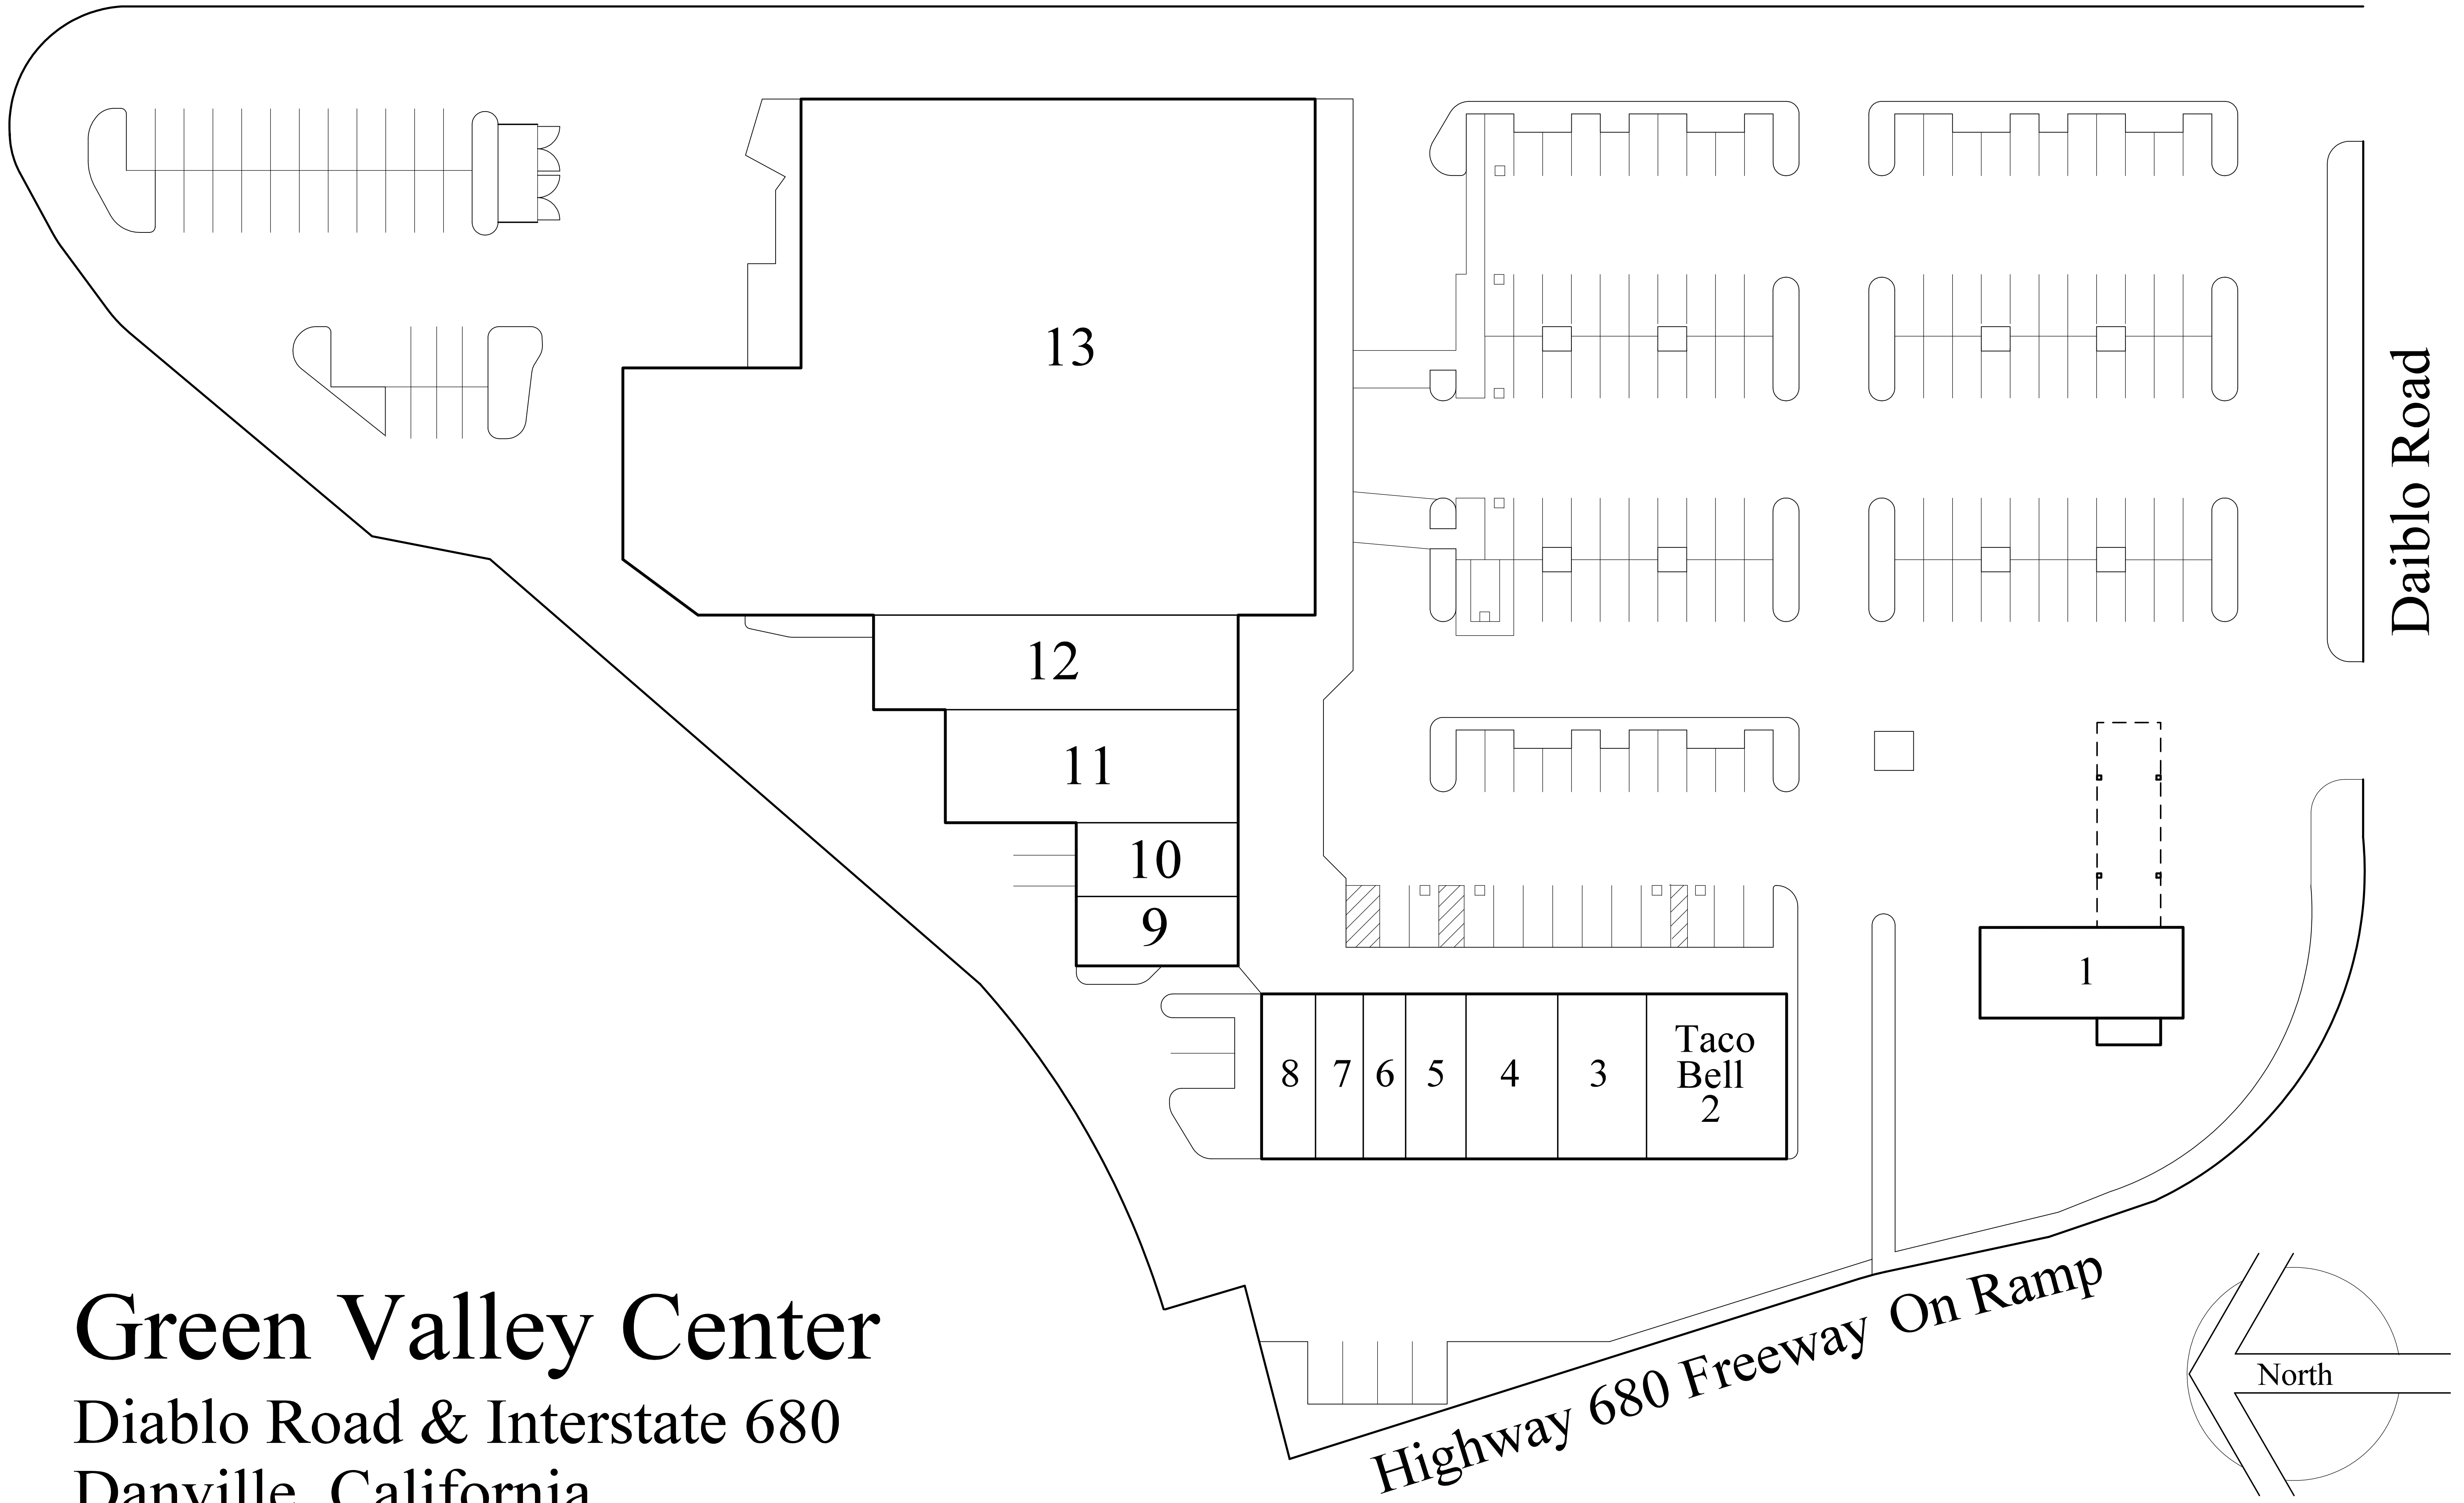 13
12
11
10
9
8
7
6
5
4
3
Taco
Bell
2
1
Daiblo Road
Highway 680 Freeway On Ramp
North
Green Valley Center
Diablo Road & Interstate 680
Danville, California